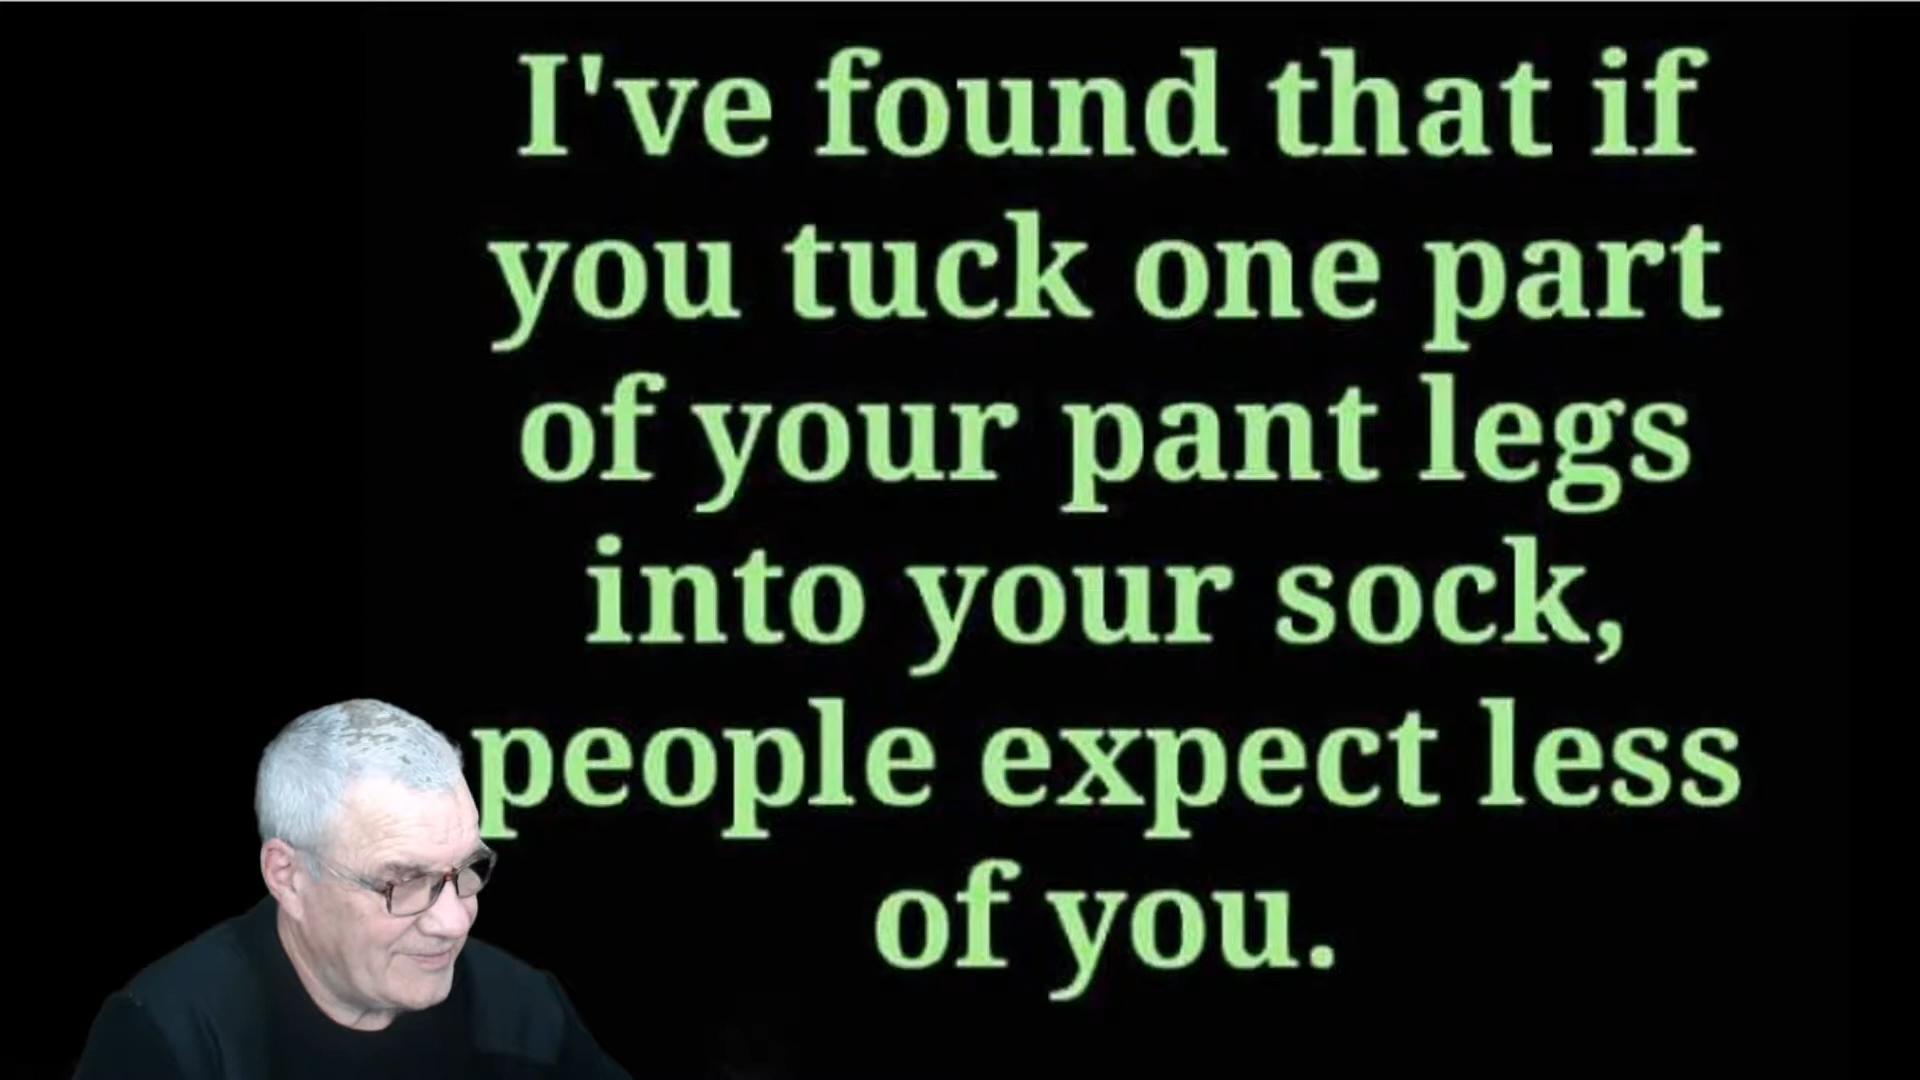 I've found that if
you tuck one part
of your pant legs
into your sock,
people expect less
of you.